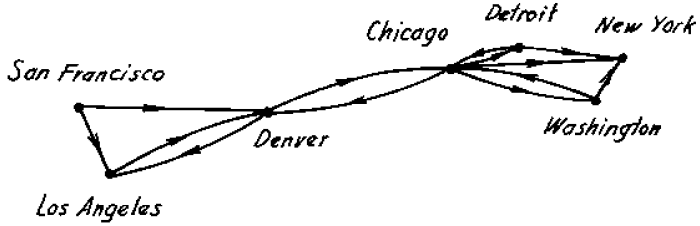 Detroit
New York
Chicago
San Francisco
Denver
Washington
Los Angeles